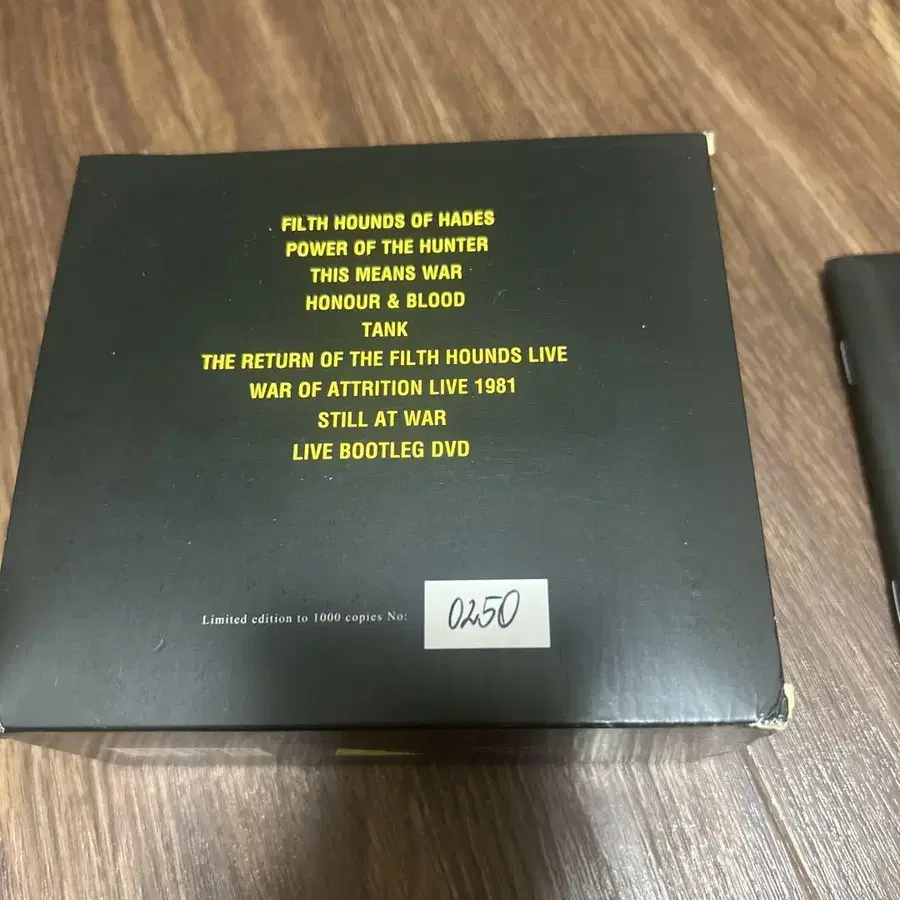 FILTH HOUNDS OF HADES
POWER OF THE HUNTER
THIS MEANS WAR
HONOUR & BLOOD
TANK
THE RETURN OF THE FILTH HOUNDS LIVE
WAR OF ATTRITION LIVE 1981
STILL AT WAR
LIVE BOOTLEG DVD
Limited edition to 1000 copies No: 0250